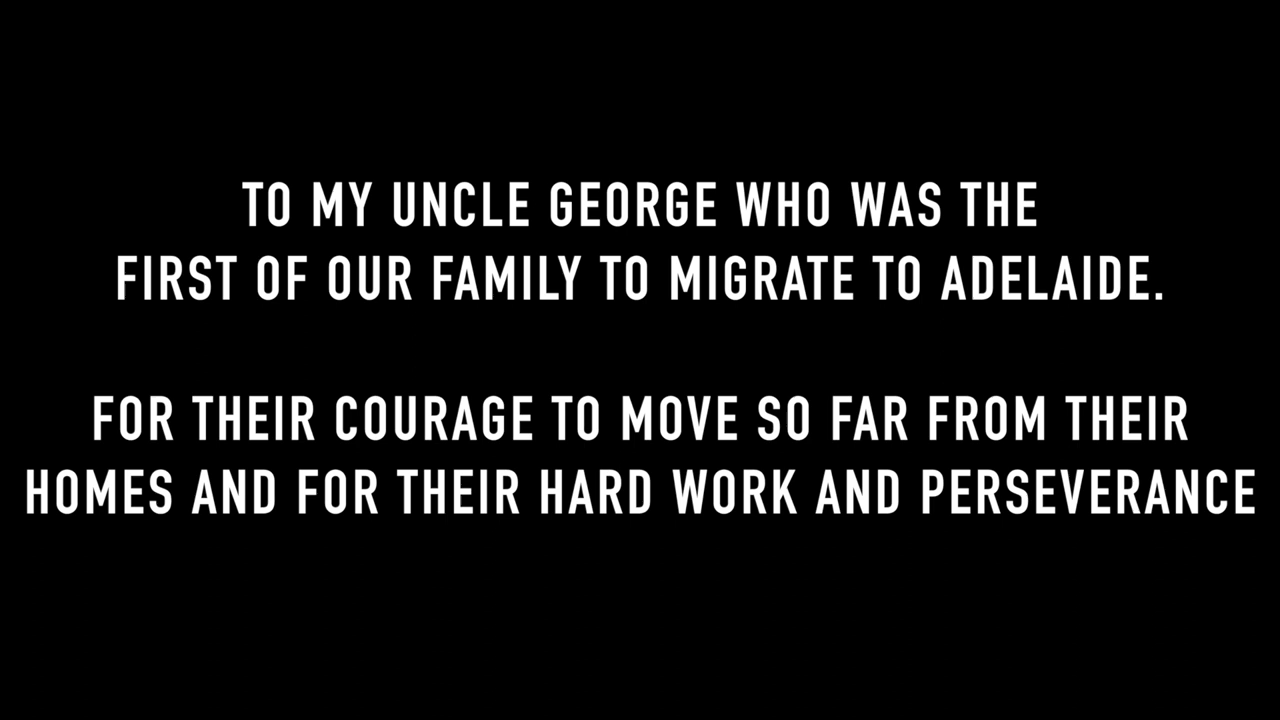 TO MY UNCLE GEORGE WHO WAS THE
FIRST OF OUR FAMILY TO MIGRATE TO ADELAIDE.
FOR THEIR COURAGE TO MOVE SO FAR FROM THEIR
HOMES AND FOR THEIR HARD WORK AND PERSEVERANCE